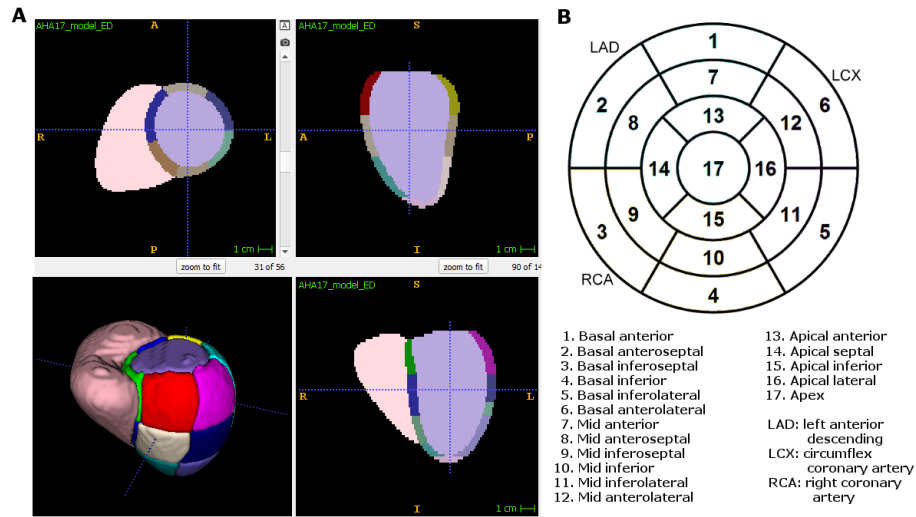 A
AHA17_model_ED
A
A
R
L
P
1 cm
zoom to fit
31 of 56
AHA17_model_ED
S
A
P
I
1 cm
zoom to fit
90 of 14
AHA17_model_ED
S
R
L
I
1 cm
B
LAD
LCX
RCA
1
2
7
6
8
13
12
14
17
16
3
9
15
11
5
10
4
1. Basal anterior
2. Basal anteroseptal
3. Basal inferoseptal
4. Basal inferior
5. Basal inferolateral
6. Basal anterolateral
7. Mid anterior
8. Mid anteroseptal
9. Mid inferoseptal
10. Mid inferior
11. Mid inferolateral
12. Mid anterolateral
13. Apical anterior
14. Apical septal
15. Apical inferior
16. Apical lateral
17. Apex
LAD: left anterior
descending
LCX: circumflex
coronary artery
RCA: right coronary
artery